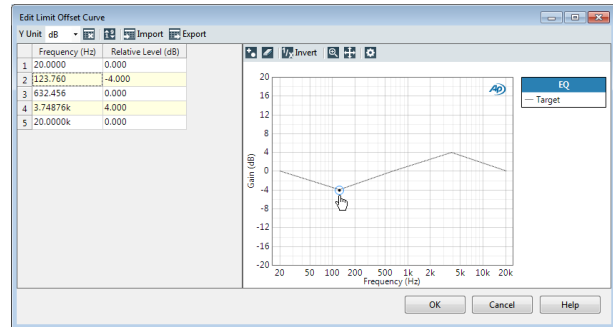 Edit Limit Offset Curve
Y Unit dB Import Export
Frequency (Hz) Relative Level (dB)
1 20.0000 0.000
2 123.760 -4.000
3 632.456 0.000
4 3.74876k 4.000
5 20.0000k 0.000
1/x Invert
20
16
12
8
4
0
-4
-8
-12
-16
-20
Gain (dB)
20 50 100 200 500 1k 2k 5k 10k 20k
Frequency (Hz)
AP
EQ
Target
OK Cancel Help